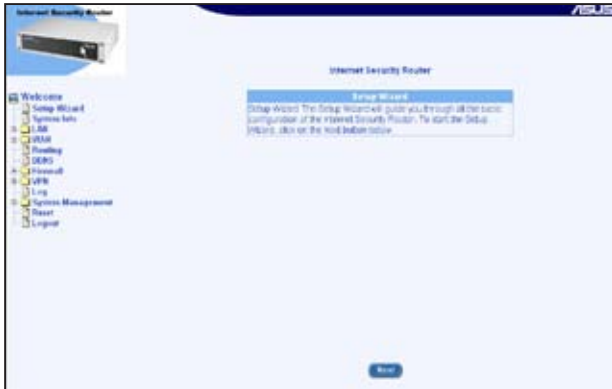 Internet Security Router
ASUS
Internet Security Router
Welcome
Setup Wizard
System Info
LAN
WAN
Routing
DDNS
Firewall
VPN
Log
System Management
Reset
Logout
Setup Wizard
Setup Wizard: The Setup Wizard will guide you through all the basic
configuration of the Internet Security Router. To start the Setup
Wizard, click on the Next button below.
Next